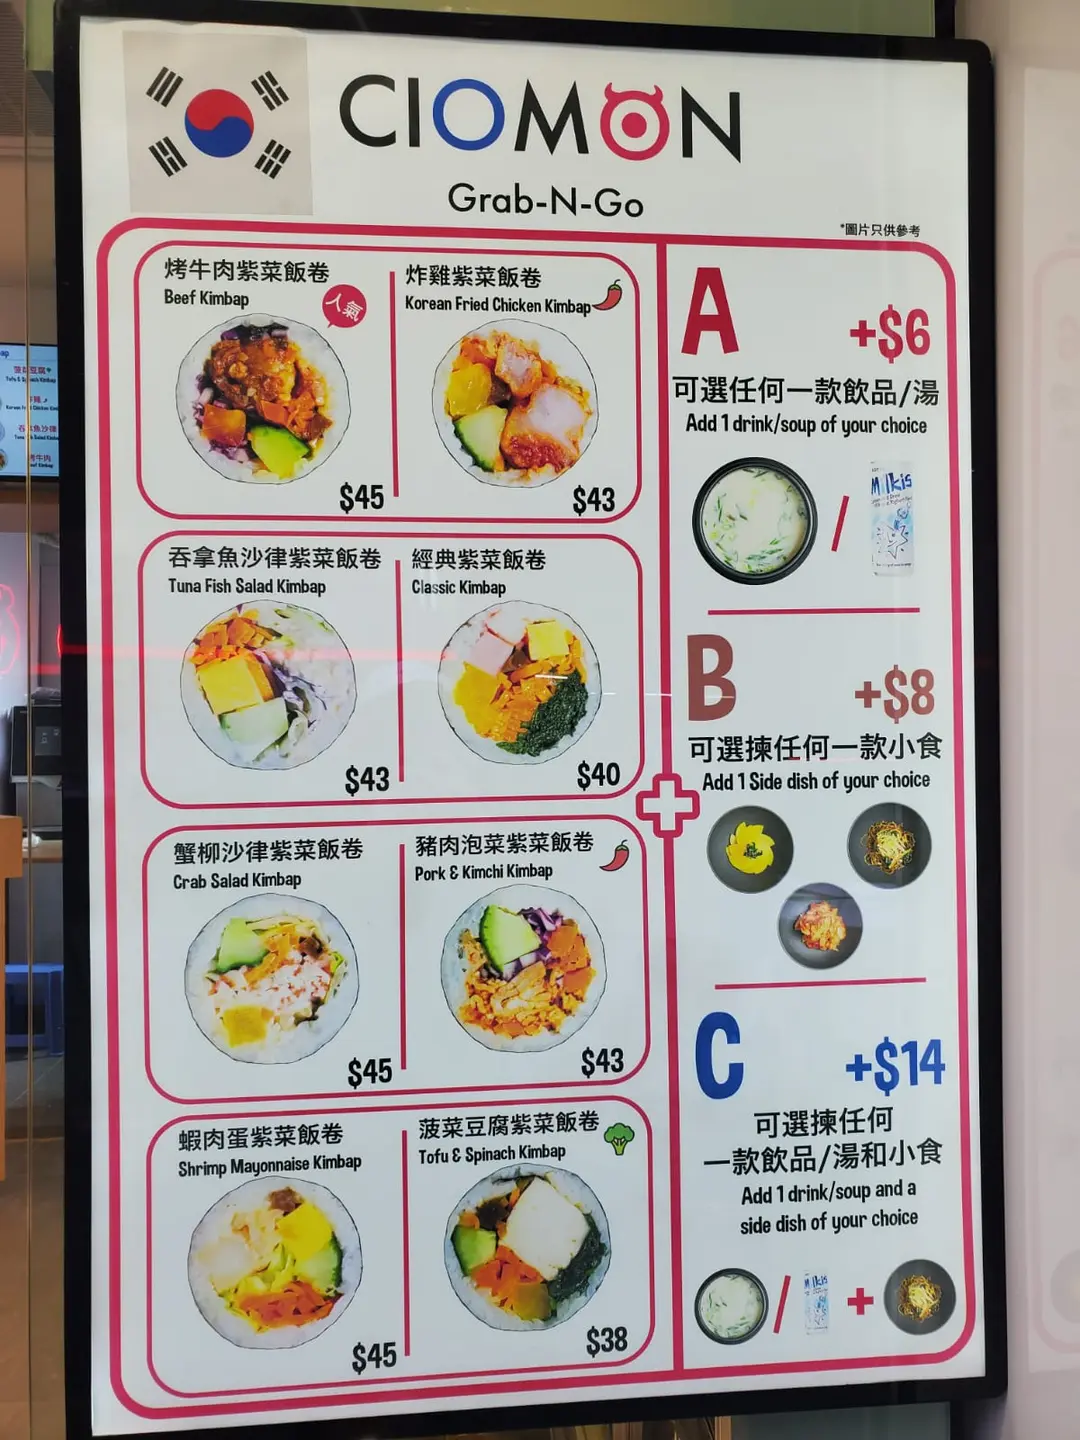 CIOMON
Grab-N-Go
*圖片只供參考
烤牛肉紫菜飯卷
Beef Kimbap
人氣
$45
炸雞紫菜飯卷
Korean Fried Chicken Kimbap
$43
吞拿魚沙律紫菜飯卷
Tuna Fish Salad Kimbap
$43
經典紫菜飯卷
Classic Kimbap
$40
蟹柳沙律紫菜飯卷
Crab Salad Kimbap
$45
豬肉泡菜紫菜飯卷
Pork & Kimchi Kimbap
$43
蝦肉蛋紫菜飯卷
Shrimp Mayonnaise Kimbap
$45
菠菜豆腐紫菜飯卷
Tofu & Spinach Kimbap
$38
A
+$6
可選任何一款飲品/湯
Add 1 drink/soup of your choice
Milkis
B
+$8
可選揀任何一款小食
Add 1 Side dish of your choice
C
+$14
可選揀任何
一款飲品/湯和小食
Add 1 drink/soup and a
side dish of your choice
Milkis